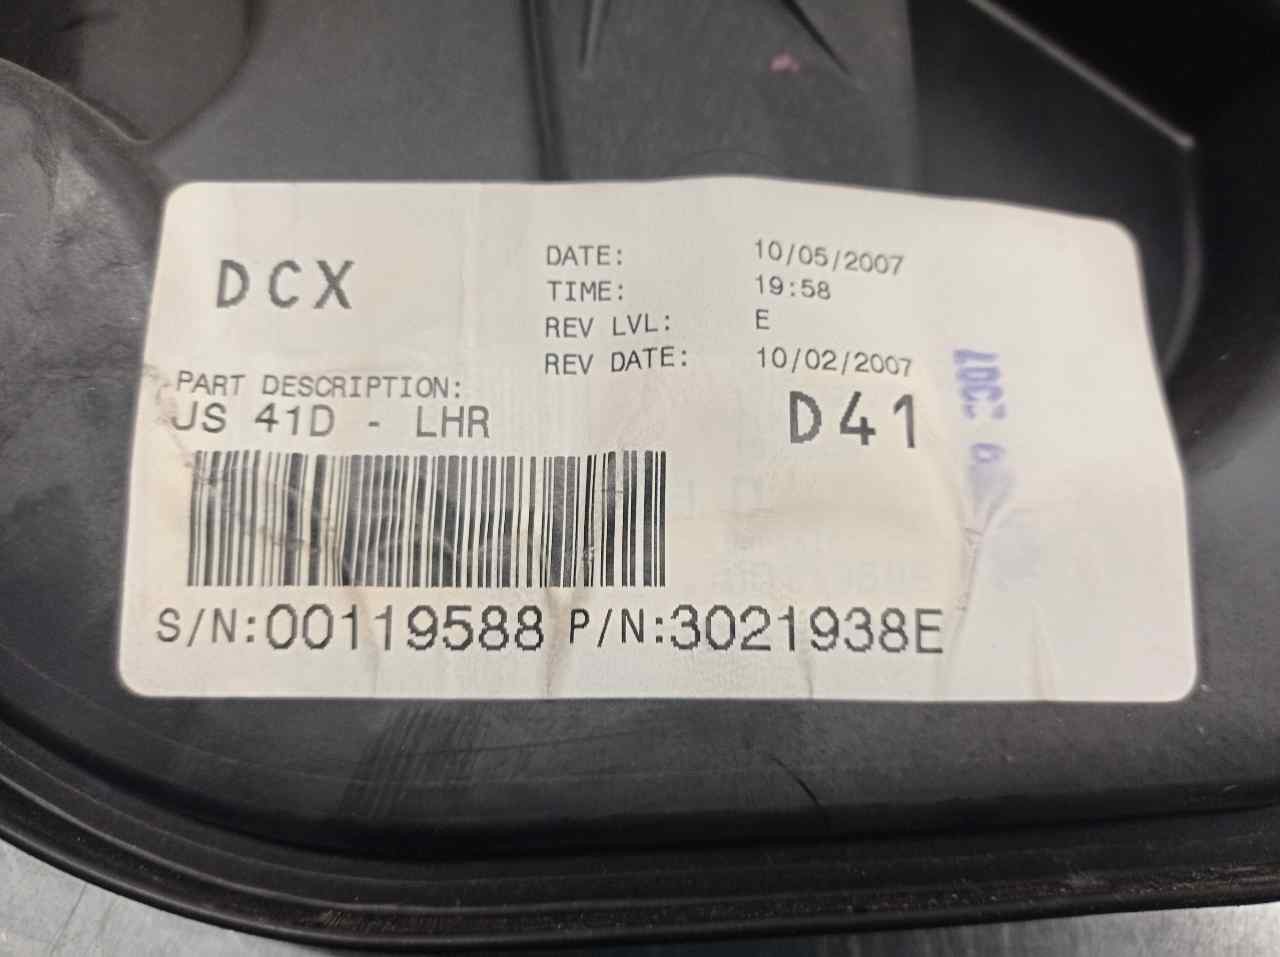 DCX
DATE: 10/05/2007
TIME: 19:58
REV LVL: E
REV DATE: 10/02/2007
PART DESCRIPTION:
JS 41D - LHR
D41
S/N:00119588 P/N:3021938E